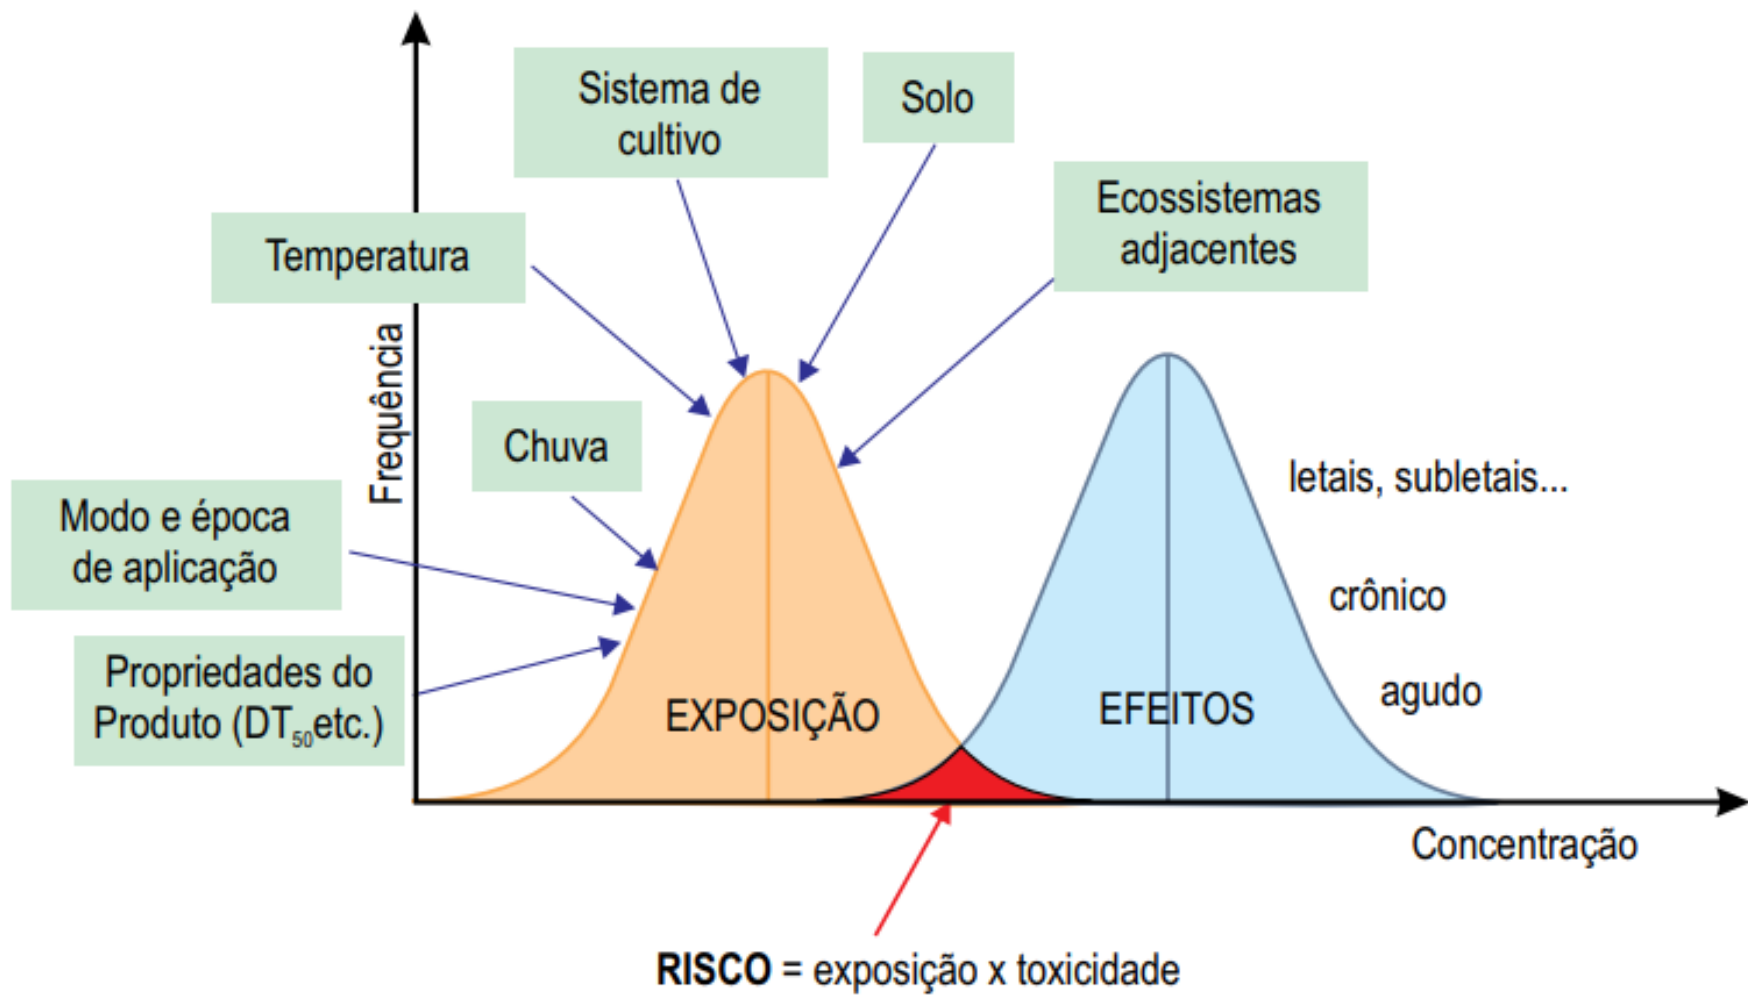 Sistema de
cultivo
Solo
Ecossistemas
adjacentes
Temperatura
Frequência
Chuva
letais, subletais...
Modo e época
de aplicação
crônico
Propriedades do
Produto (DT₅₀etc.)
EXPOSIÇÃO
EFEITOS
agudo
Concentração
RISCO = exposição x toxicidade